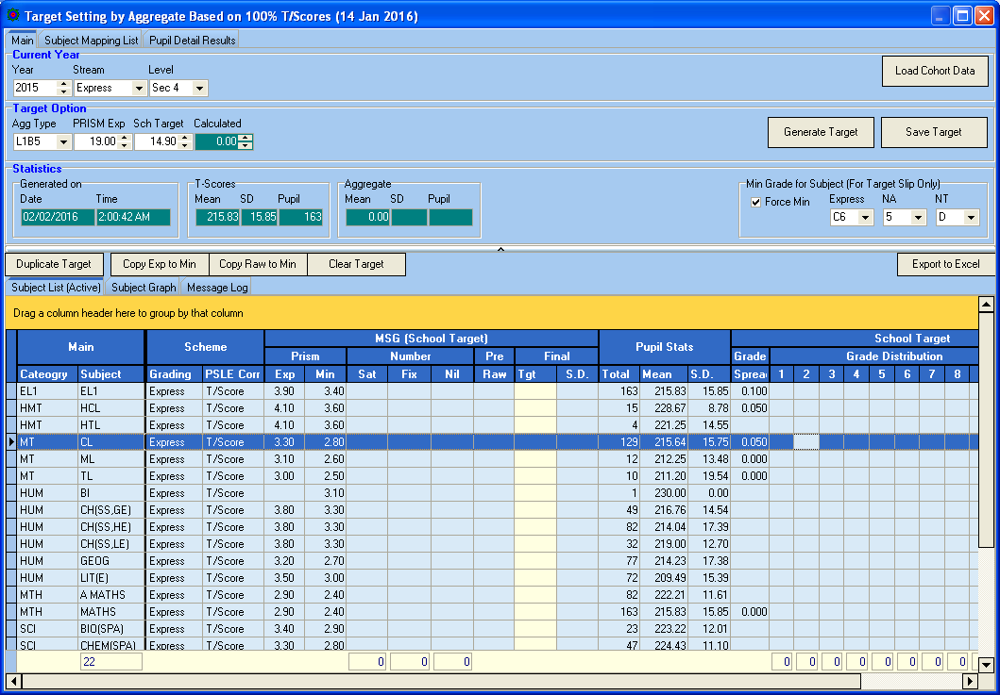 Target Setting by Aggregate Based on 100% T/Scores (14 Jan 2016)
Main Subject Mapping List Pupil Detail Results
Current Year
Year Stream Level
2015 Express Sec 4
Load Cohort Data
Target Option
Agg Type PRISM Exp Sch Target Calculated
L1B5 19.00 14.90 0.00
Generate Target Save Target
Statistics
Generated on T-Scores Aggregate Min Grade for Subject (For Target Slip Only)
Date Time Mean SD Pupil Mean SD Pupil Force Min Express NA NT
02/02/2016 2:00:42 AM 215.83 15.85 163 0.00 C6 5 D
Duplicate Target Copy Exp to Min Copy Raw to Min Clear Target Export to Excel
Subject List (Active) Subject Graph Message Log
Drag a column header here to group by that column
Main Scheme MSG (School Target) Pupil Stats School Target
Prism Number Pre Final Grade Grade Distribution
Cateogry Subject Grading PSLE Corr Exp Min Sat Fix Nil Raw Tgt S.D. Total Mean S.D. Spread 1 2 3 4 5 6 7 8
EL1 EL1 Express T/Score 3.90 3.40 163 215.83 15.85 0.100
HMT HCL Express T/Score 4.10 3.60 15 228.67 8.78 0.050
HMT HTL Express T/Score 4.10 3.60 4 221.25 14.55
MT CL Express T/Score 3.30 2.80 129 215.64 15.75 0.050
MT ML Express T/Score 3.10 2.60 12 212.25 13.48 0.000
MT TL Express T/Score 3.00 2.50 10 211.20 19.54 0.000
HUM BI Express T/Score 3.10 1 230.00 0.00
HUM CH(SS,GE) Express T/Score 3.80 3.30 49 216.76 14.54
HUM CH(SS,HE) Express T/Score 3.80 3.30 82 214.04 17.39
HUM CH(SS,LE) Express T/Score 3.80 3.30 32 219.00 12.70
HUM GEOG Express T/Score 3.20 2.70 77 214.23 17.38
HUM LIT(E) Express T/Score 3.50 3.00 72 209.49 15.39
MTH A MATHS Express T/Score 2.90 2.40 82 222.21 11.61
MTH MATHS Express T/Score 2.90 2.40 163 215.83 15.85 0.000
SCI BIO(SPA) Express T/Score 3.40 2.90 23 223.22 12.01
SCI CHEM(SPA) Express T/Score 3.30 2.80 47 224.43 11.10
22 0 0 0 0 0 0 0 0 0 0 0